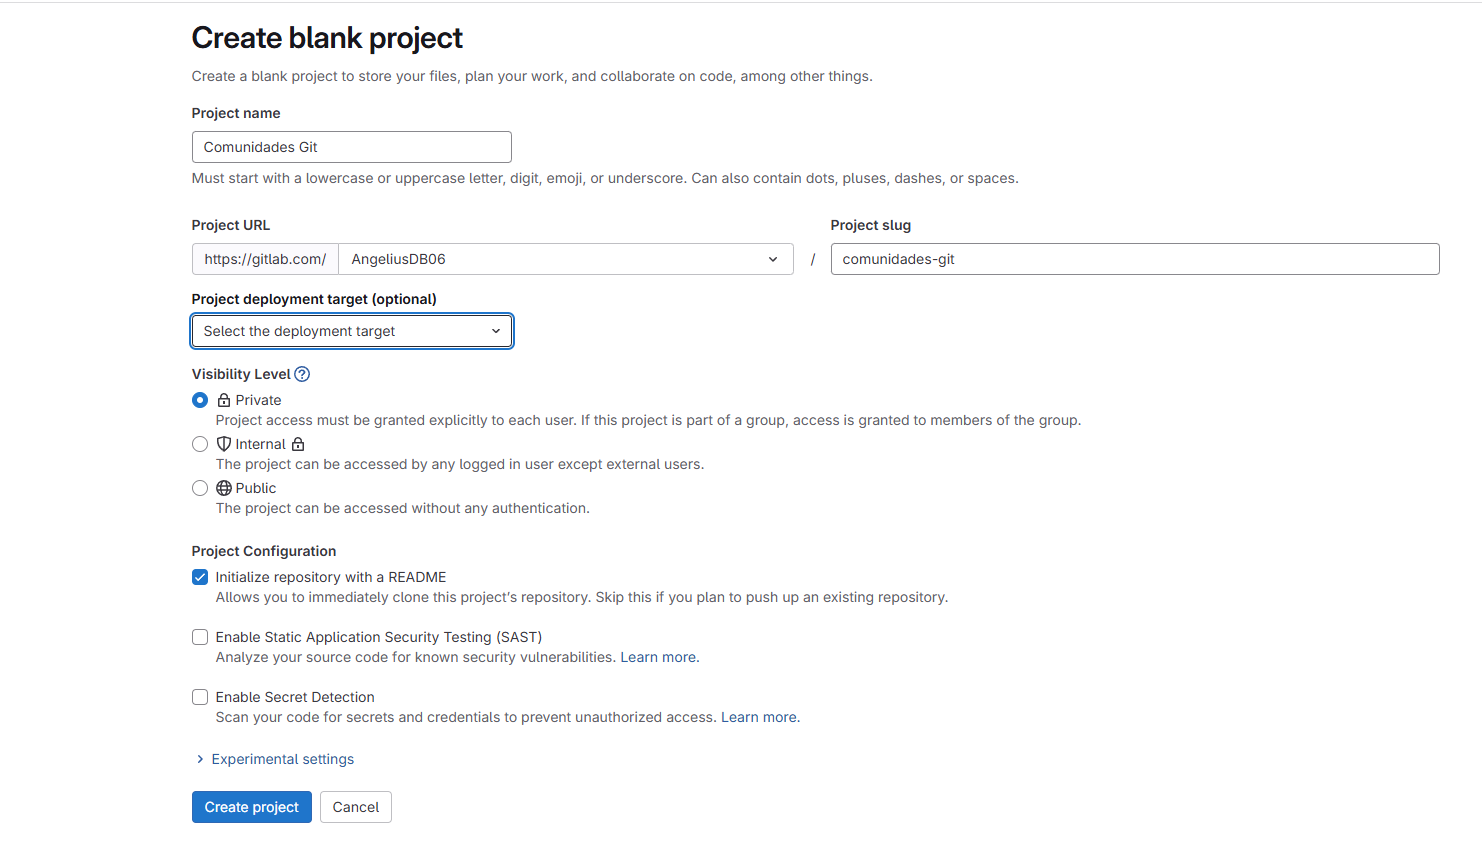 Create blank project
Create a blank project to store your files, plan your work, and collaborate on code, among other things.
Project name
Comunidades Git
Must start with a lowercase or uppercase letter, digit, emoji, or underscore. Can also contain dots, pluses, dashes, or spaces.
Project URL
Project slug
https://gitlab.com/ AngeliusDB06 / comunidades-git
Project deployment target (optional)
Select the deployment target
Visibility Level
Private
Project access must be granted explicitly to each user. If this project is part of a group, access is granted to members of the group.
Internal
The project can be accessed by any logged in user except external users.
Public
The project can be accessed without any authentication.
Project Configuration
Initialize repository with a README
Allows you to immediately clone this project's repository. Skip this if you plan to push up an existing repository.
Enable Static Application Security Testing (SAST)
Analyze your source code for known security vulnerabilities. Learn more.
Enable Secret Detection
Scan your code for secrets and credentials to prevent unauthorized access. Learn more.
Experimental settings
Create project
Cancel